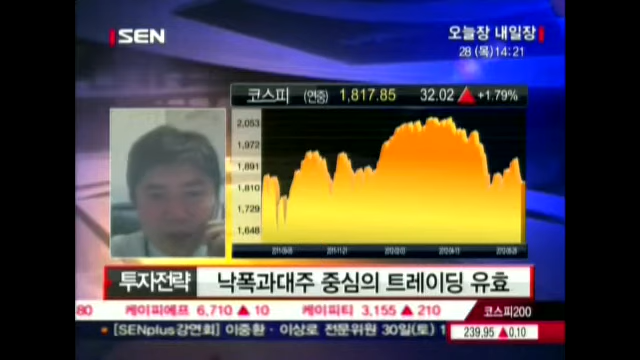 SEN
오늘장 내일장
28 (목) 14:21
코스피 (연중) 1,817.85 32.02 ▲ +1.79%
2,053
1,972
1,891
1,810
1,729
1,648
투자전략 낙폭과대주 중심의 트레이딩 유효
80 케이피에프 6,710 ▲ 10 케이피티 3,155 ▲ 210 코스피200
[SENplus강연회] 이중환·이상로 전문위원 30일(토) 1 239.95 ▲ 0.10